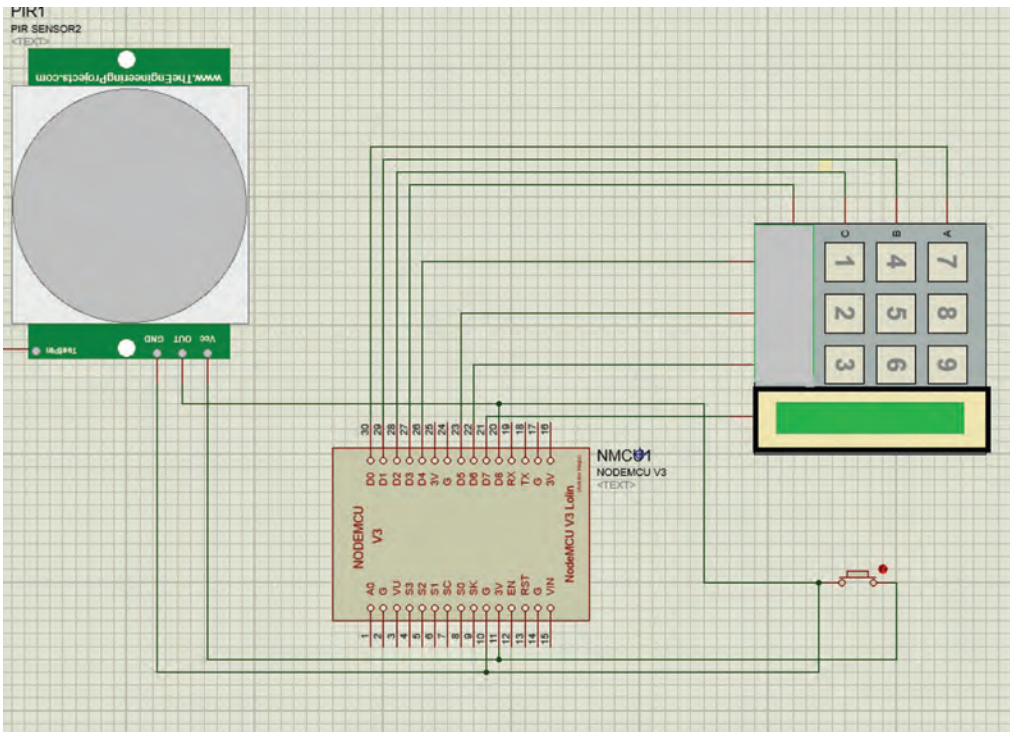 PIR1
PIR SENSOR2
<TEXT>
www.TheEngineeringProjects.com
TestPin
GND
OUT
Vcc
C
B
A
1
4
7
2
5
8
3
6
9
30
29
28
27
26
25
24
23
22
21
20
19
18
17
16
D0
D1
D2
D3
D4
3V
G
D5
D6
D7
D8
RX
TX
G
3V
NODEMCU
V3
NodeMCU V3 Lolin
A0
G
VU
S3
S2
S1
SC
S0
SK
G
3V
EN
RST
G
VIN
1
2
3
4
5
6
7
8
9
10
11
12
13
14
15
NMCU1
NODEMCU V3
<TEXT>